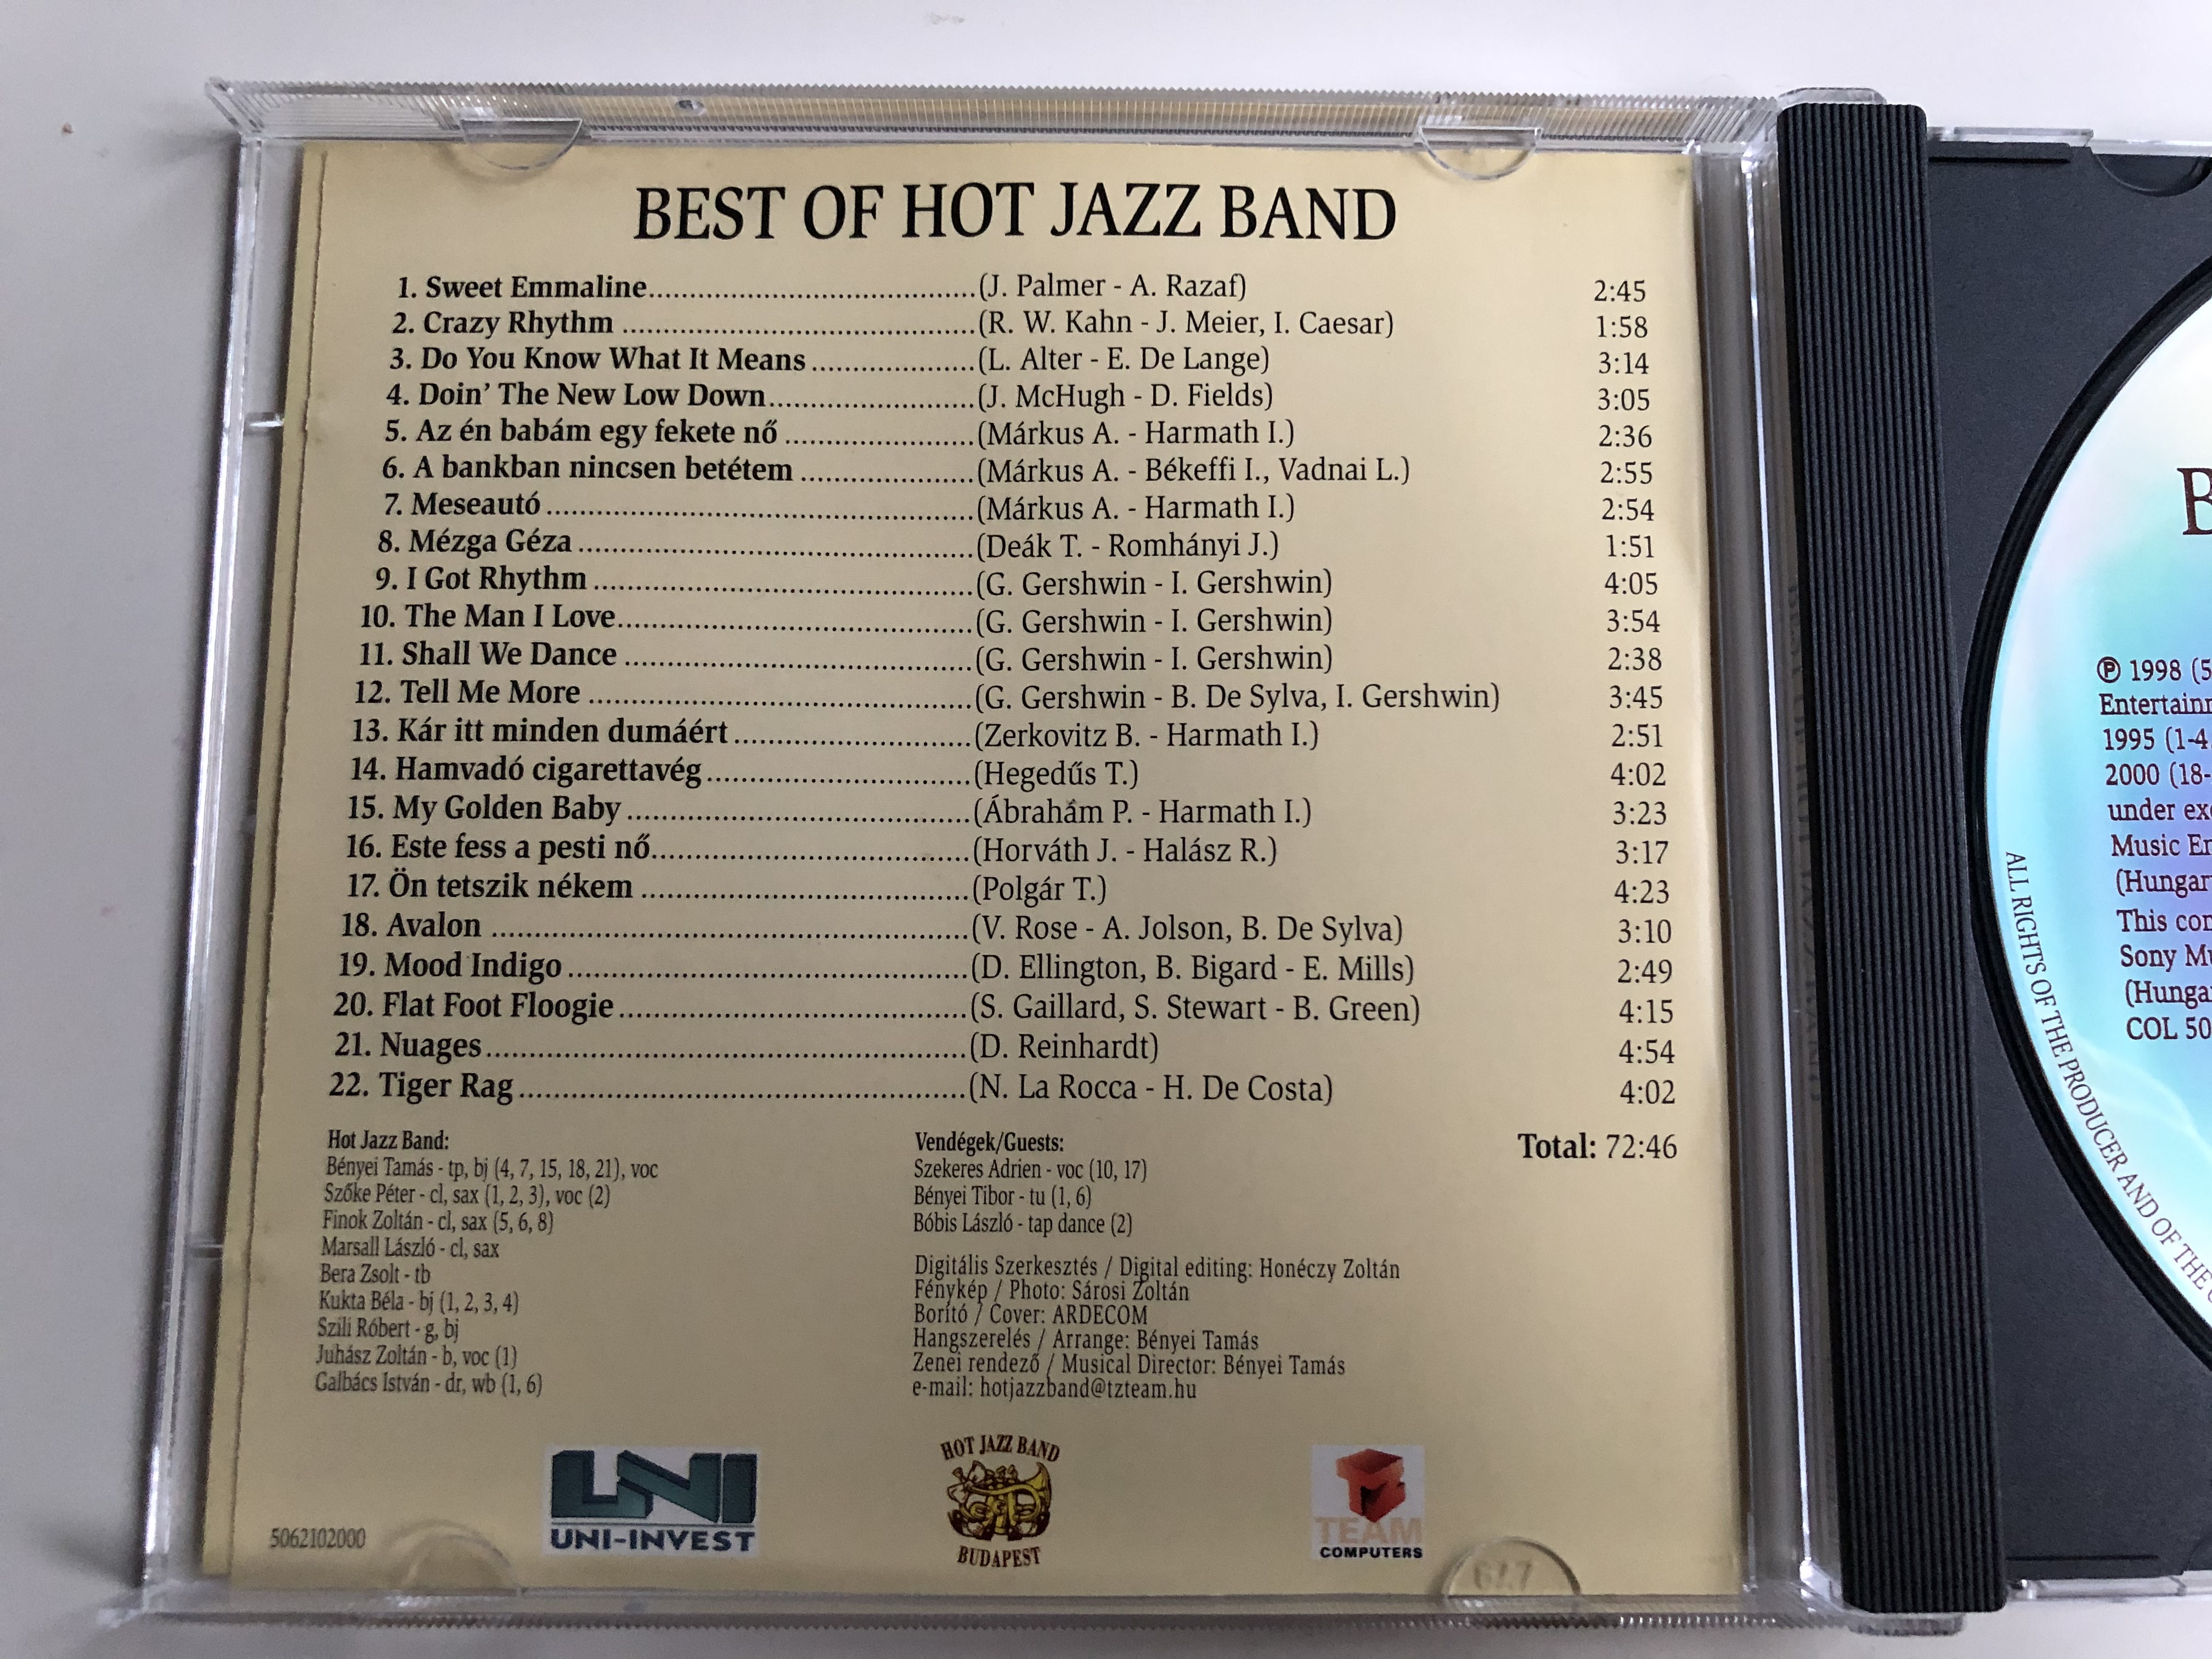 BEST OF HOT JAZZ BAND
1. Sweet Emmaline....................(J. Palmer - A. Razaf) 2:45
2. Crazy Rhythm ....................(R. W. Kahn - J. Meier, I. Caesar) 1:58
3. Do You Know What It Means ....................(L. Alter - E. De Lange) 3:14
4. Doin' The New Low Down....................(J. McHugh - D. Fields) 3:05
5. Az én babám egy fekete nő ....................(Márkus A. - Harmath I.) 2:36
6. A bankban nincsen betétem ....................(Márkus A. - Békeffi I., Vadnai L.) 2:55
7. Meseautó ....................(Márkus A. - Harmath I.) 2:54
8. Mézga Géza ....................(Deák T. - Romhányi J.) 1:51
9. I Got Rhythm ....................(G. Gershwin - I. Gershwin) 4:05
10. The Man I Love....................(G. Gershwin - I. Gershwin) 3:54
11. Shall We Dance ....................(G. Gershwin - I. Gershwin) 2:38
12. Tell Me More ....................(G. Gershwin - B. De Sylva, I. Gershwin) 3:45
13. Kár itt minden dumáért ....................(Zerkovitz B. - Harmath I.) 2:51
14. Hamvadó cigarettavég....................(Hegedűs T.) 4:02
15. My Golden Baby ....................(Ábrahám P. - Harmath I.) 3:23
16. Este fess a pesti nő....................(Horváth J. - Halász R.) 3:17
17. Ön tetszik nékem ....................(Polgár T.) 4:23
18. Avalon ....................(V. Rose - A. Jolson, B. De Sylva) 3:10
19. Mood Indigo ....................(D. Ellington, B. Bigard - E. Mills) 2:49
20. Flat Foot Floogie ....................(S. Gaillard, S. Stewart - B. Green) 4:15
21. Nuages....................(D. Reinhardt) 4:54
22. Tiger Rag ....................(N. La Rocca - H. De Costa) 4:02
Total: 72:46
Hot Jazz Band:
Bényei Tamás - tp, bj (4, 7, 15, 18, 21), voc
Szőke Péter - cl, sax (1, 2, 3), voc (2)
Finok Zoltán - cl, sax (5, 6, 8)
Marsall László - cl, sax
Bera Zsolt - tb
Kukta Béla - bj (1, 2, 3, 4)
Szili Róbert - g, bj
Juhász Zoltán - b, voc (1)
Galbács István - dr, wb (1, 6)
Vendégek/Guests:
Szekeres Adrien - voc (10, 17)
Bényei Tibor - tu (1, 6)
Bóbis László - tap dance (2)
Digitális Szerkesztés / Digital editing: Honéczy Zoltán
Fénykép / Photo: Sárosi Zoltán
Borító / Cover: ARDECOM
Hangszerelés / Arrange: Bényei Tamás
Zenei rendező / Musical Director: Bényei Tamás
e-mail: hotjazzband@tzteam.hu
5062102000
UNI
UNI-INVEST
HOT JAZZ BAND
BUDAPEST
TEAM
COMPUTERS
67.7
B
℗ 1998 (5
Entertainm
1995 (1-4
2000 (18-
under ex
Music En
(Hungar
This com
Sony Mu
(Hunga
COL 50
ALL RIGHTS OF THE PRODUCER AND OF THE